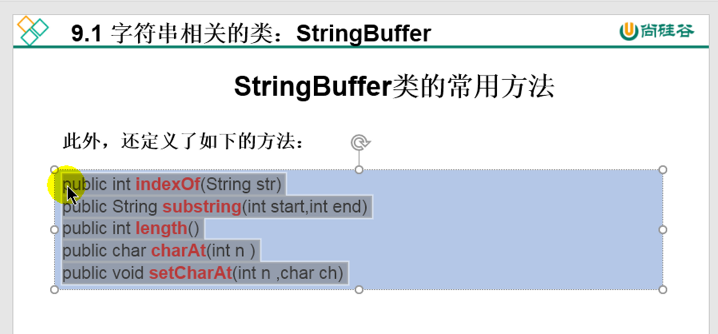 9.1 字符串相关的类：StringBuffer
尚硅谷
StringBuffer类的常用方法
此外，还定义了如下的方法：
public int indexOf(String str)
public String substring(int start,int end)
public int length()
public char charAt(int n )
public void setCharAt(int n ,char ch)